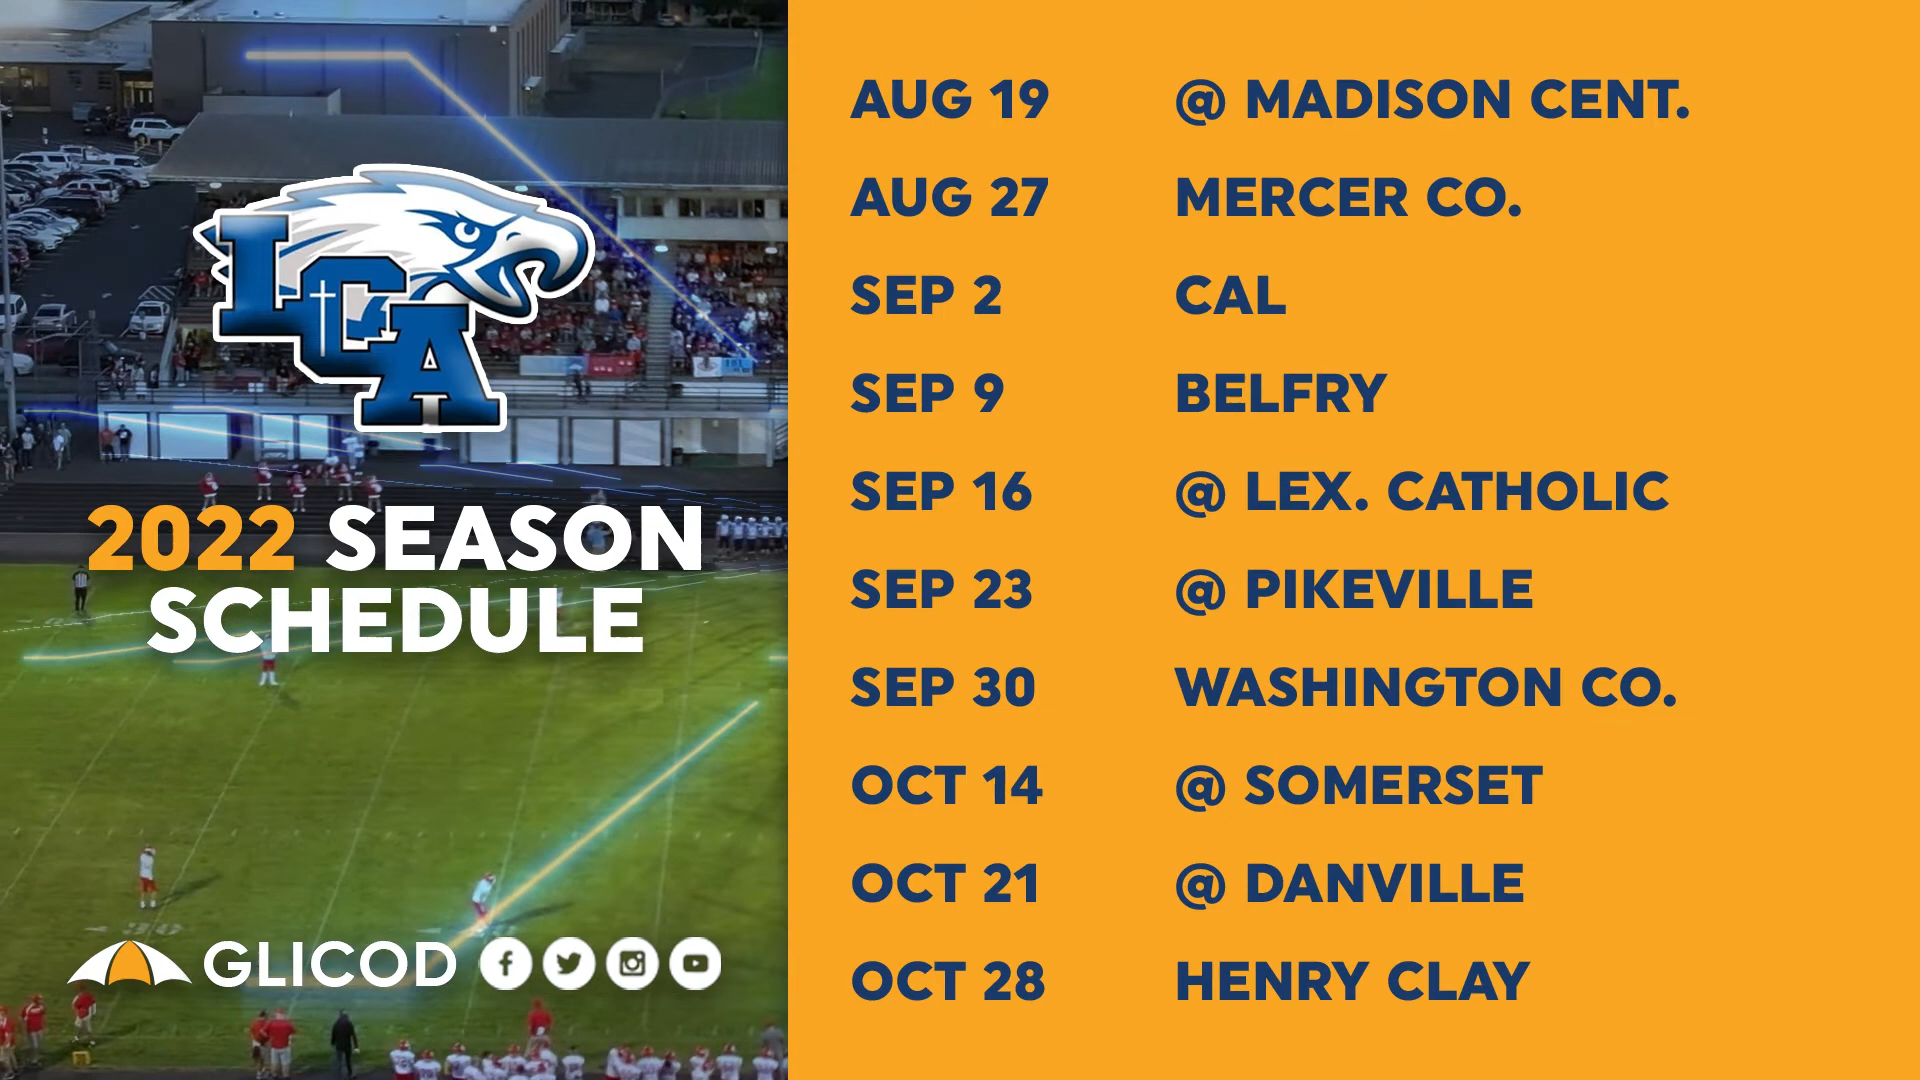 LCA
2022 SEASON
SCHEDULE
GLICOD
AUG 19 @ MADISON CENT.
AUG 27 MERCER CO.
SEP 2 CAL
SEP 9 BELFRY
SEP 16 @ LEX. CATHOLIC
SEP 23 @ PIKEVILLE
SEP 30 WASHINGTON CO.
OCT 14 @ SOMERSET
OCT 21 @ DANVILLE
OCT 28 HENRY CLAY